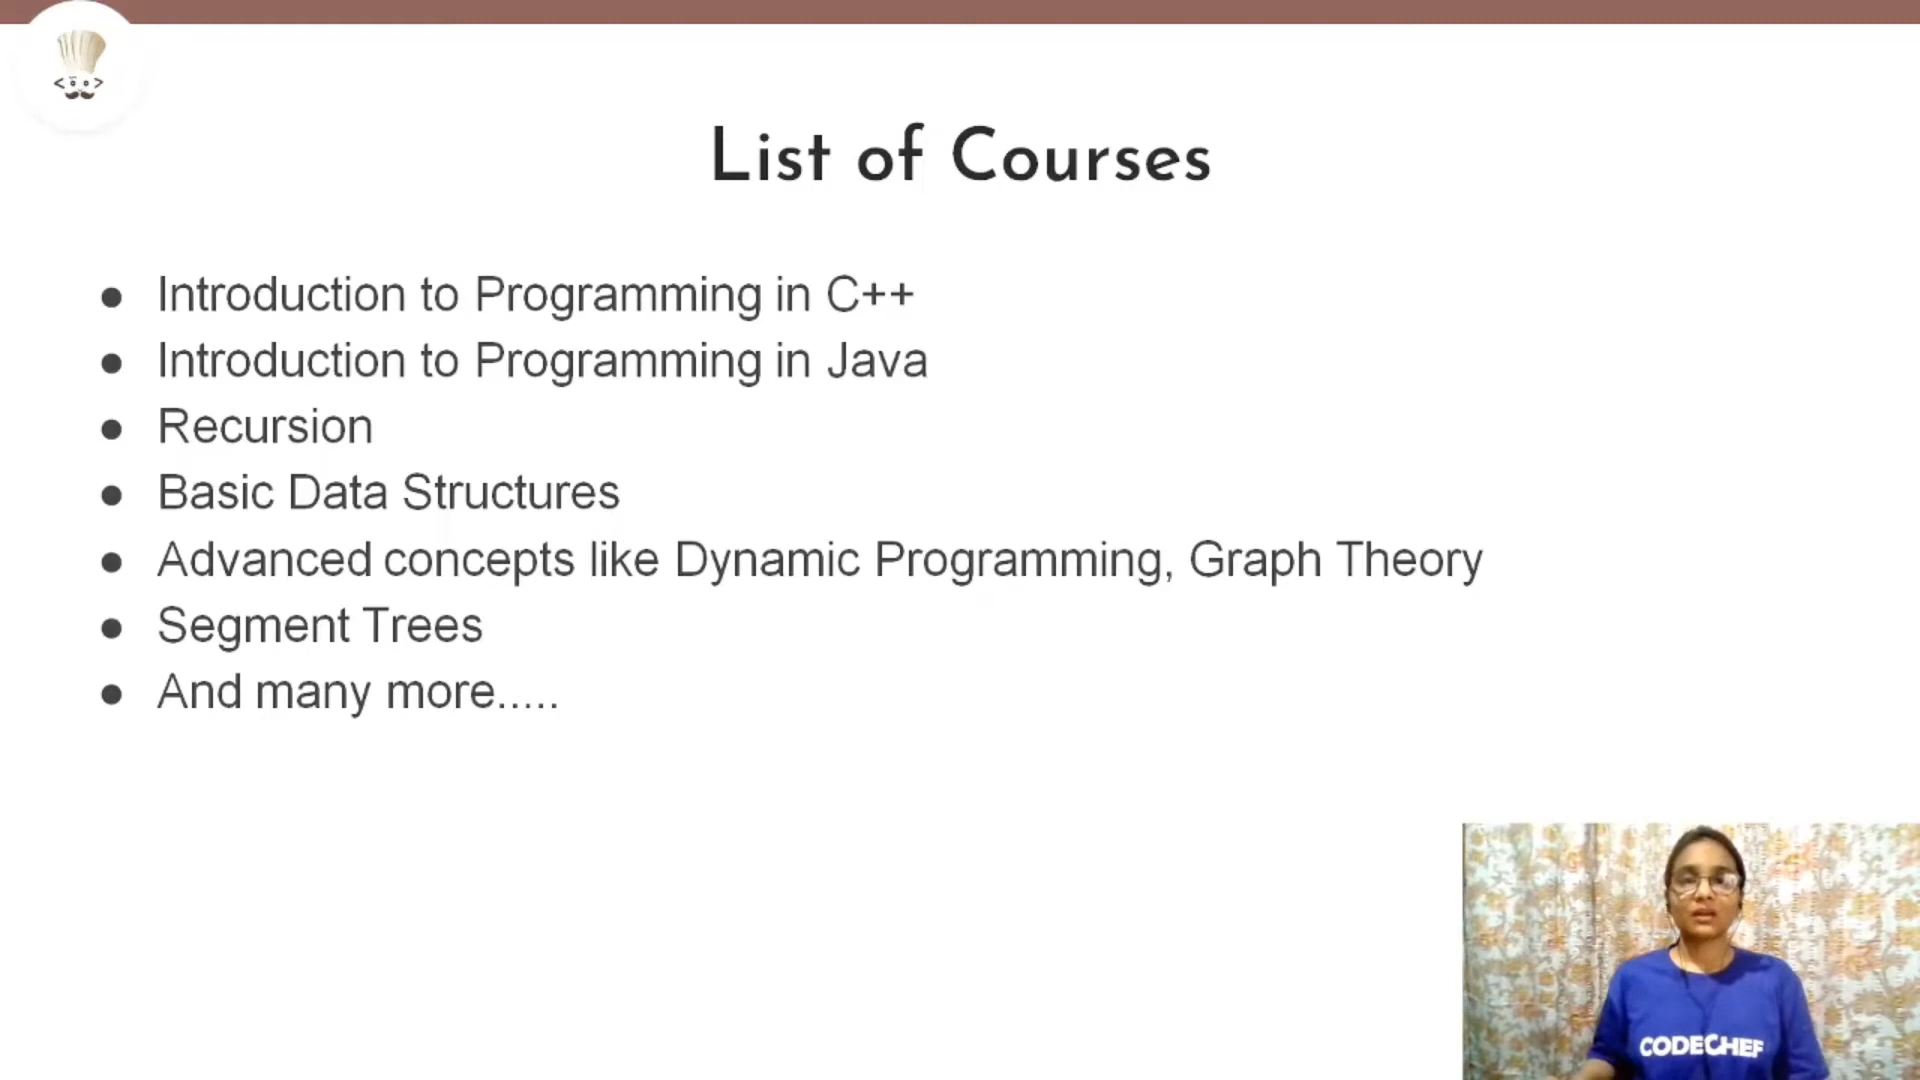 List of Courses
● Introduction to Programming in C++
● Introduction to Programming in Java
● Recursion
● Basic Data Structures
● Advanced concepts like Dynamic Programming, Graph Theory
● Segment Trees
● And many more.....
CODECHEF